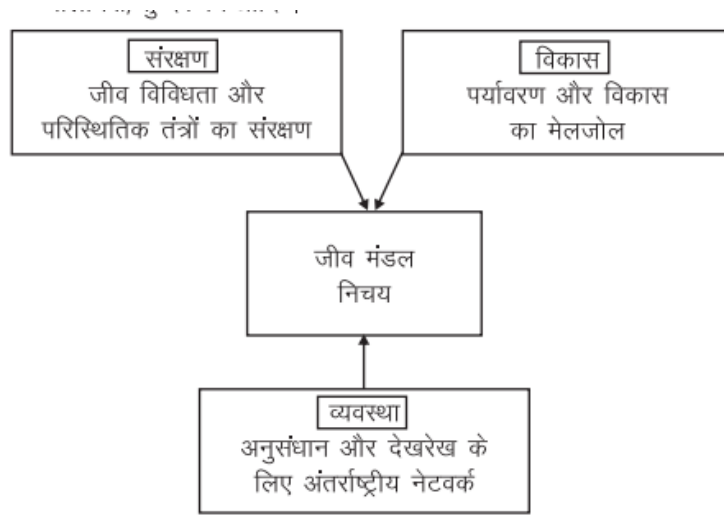 संरक्षण
जीव विविधता और
परिस्थितिक तंत्रों का संरक्षण
विकास
पर्यावरण और विकास
का मेलजोल
जीव मंडल
निचय
व्यवस्था
अनुसंधान और देखरेख के
लिए अंतर्राष्ट्रीय नेटवर्क